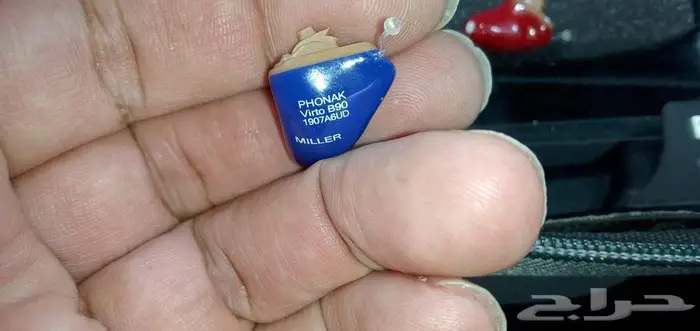 PHONAK
Virto B90
1907A6UD
MILLER
حراج